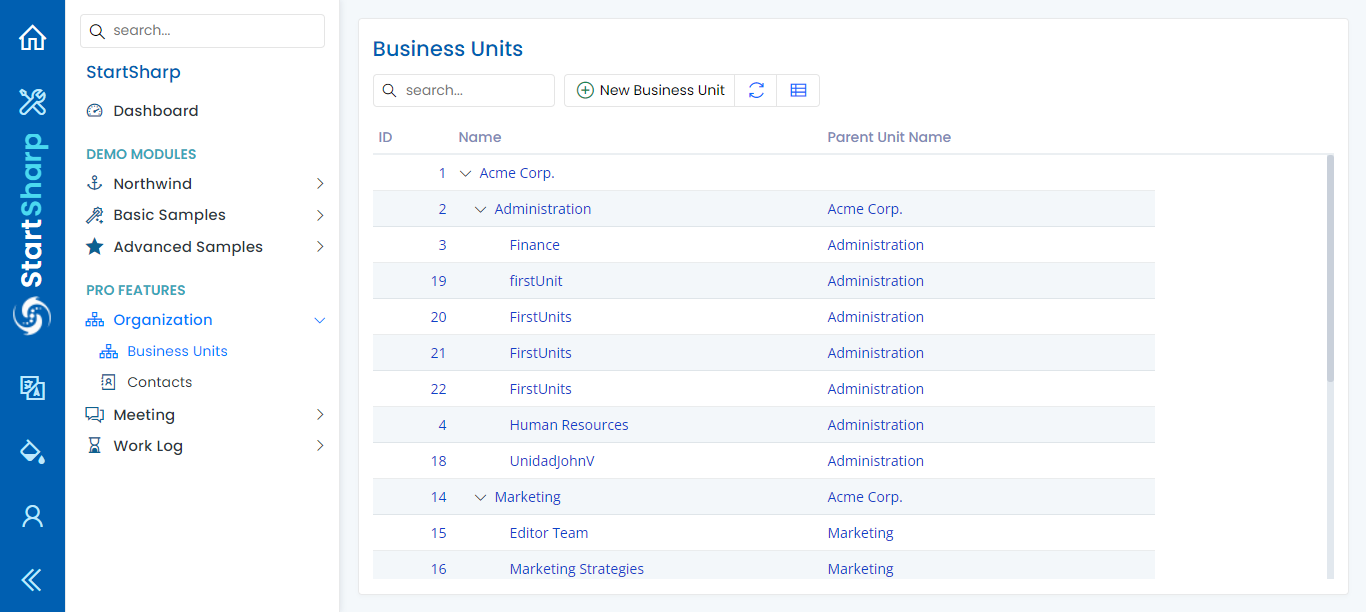 StartSharp
search...
StartSharp
Dashboard
DEMO MODULES
Northwind
Basic Samples
Advanced Samples
PRO FEATURES
Organization
Business Units
Contacts
Meeting
Work Log
Business Units
search... New Business Unit
ID Name Parent Unit Name
1 Acme Corp.
2 Administration Acme Corp.
3 Finance Administration
19 firstUnit Administration
20 FirstUnits Administration
21 FirstUnits Administration
22 FirstUnits Administration
4 Human Resources Administration
18 UnidadJohnV Administration
14 Marketing Acme Corp.
15 Editor Team Marketing
16 Marketing Strategies Marketing